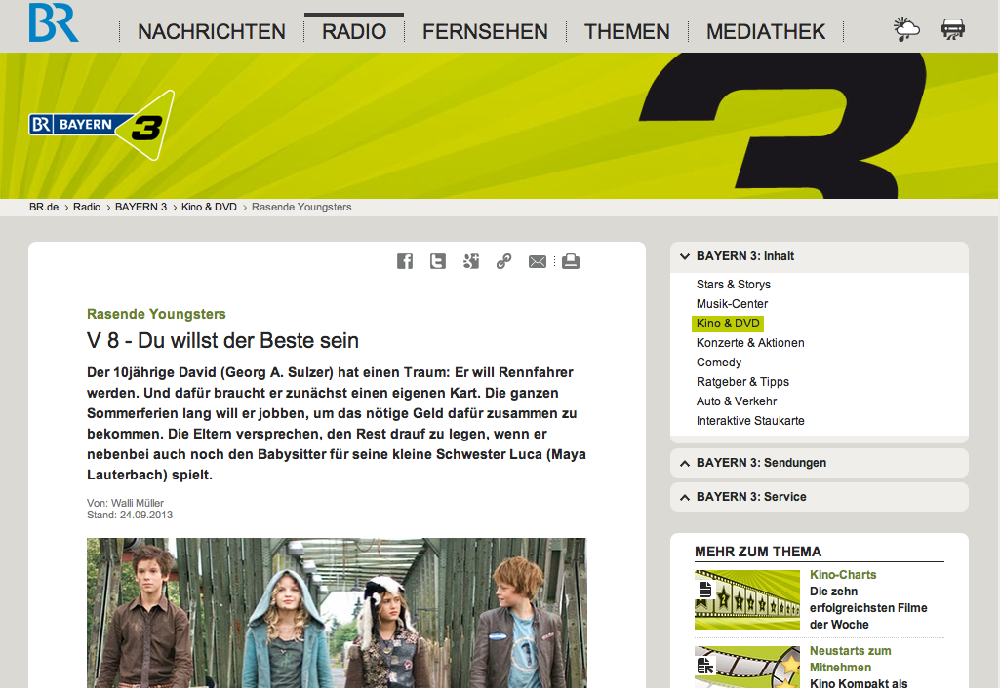 BR
NACHRICHTEN
RADIO
FERNSEHEN
THEMEN
MEDIATHEK
BR BAYERN 3
3
BR.de > Radio > BAYERN 3 > Kino & DVD > Rasende Youngsters
Rasende Youngsters
V 8 - Du willst der Beste sein
Der 10jährige David (Georg A. Sulzer) hat einen Traum: Er will Rennfahrer
werden. Und dafür braucht er zunächst einen eigenen Kart. Die ganzen
Sommerferien lang will er jobben, um das nötige Geld dafür zusammen zu
bekommen. Die Eltern versprechen, den Rest drauf zu legen, wenn er
nebenbei auch noch den Babysitter für seine kleine Schwester Luca (Maya
Lauterbach) spielt.
Von: Walli Müller
Stand: 24.09.2013
BAYERN 3: Inhalt
Stars & Storys
Musik-Center
Kino & DVD
Konzerte & Aktionen
Comedy
Ratgeber & Tipps
Auto & Verkehr
Interaktive Staukarte
BAYERN 3: Sendungen
BAYERN 3: Service
MEHR ZUM THEMA
Kino-Charts
Die zehn
erfolgreichsten Filme
der Woche
Neustarts zum
Mitnehmen
Kino Kompakt als